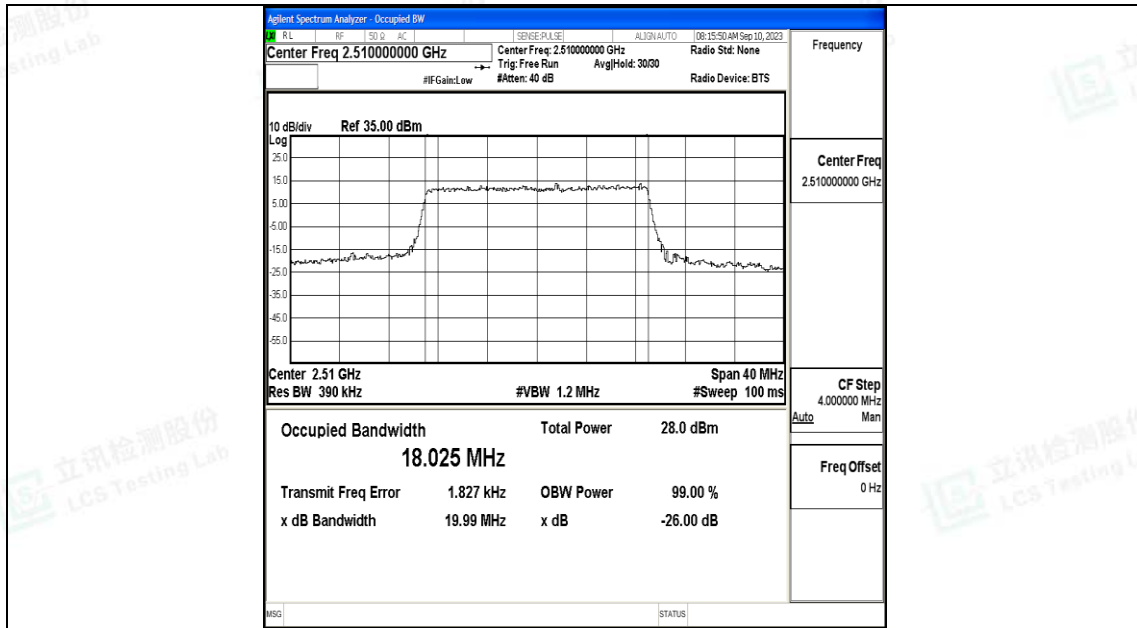 Agilent Spectrum Analyzer - Occupied BW
RL RF 50 Ω AC SENSE:PULSE ALIGN AUTO 08:15:50 AM Sep 10, 2023
Center Freq 2.510000000 GHz
Center Freq: 2.510000000 GHz
Radio Std: None
Trig: Free Run Avg|Hold: 30/30
#IFGain:Low #Atten: 40 dB Radio Device: BTS
10 dB/div Ref 35.00 dBm
Log
25.0
15.0
5.00
-5.00
-15.0
-25.0
-35.0
-45.0
-55.0
Center 2.51 GHz Span 40 MHz
Res BW 390 kHz #VBW 1.2 MHz #Sweep 100 ms
Occupied Bandwidth Total Power 28.0 dBm
18.025 MHz
Transmit Freq Error 1.827 kHz OBW Power 99.00 %
x dB Bandwidth 19.99 MHz x dB -26.00 dB
MSG STATUS
Frequency
Center Freq
2.510000000 GHz
CF Step
4.000000 MHz
Auto Man
Freq Offset
0 Hz
立讯检测股份
LCS Testing Lab
立讯检测股份